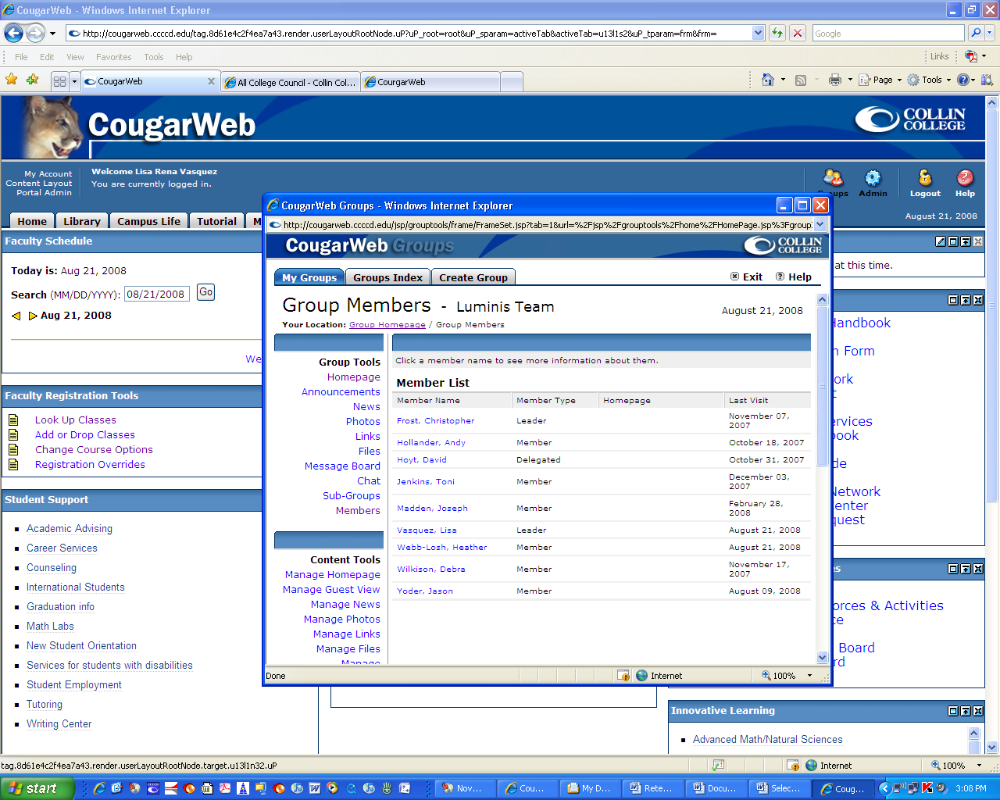 CougarWeb - Windows Internet Explorer
http://cougarweb.ccccd.edu/tag.8d61e4c2f4ea7a43.render.userLayoutRootNode.uP?uP_root=root&uP_sparam=activeTab&activeTab=u13l1s2&uP_tparam=frm&frm=
Google
File Edit View Favorites Tools Help
Links
CougarWeb
All College Council - Collin Col...
CourgarWeb
Page
Tools
CougarWeb
COLLIN COLLEGE
My Account
Content Layout
Portal Admin
Welcome Lisa Rena Vasquez
You are currently logged in.
Groups Admin Logout Help
August 21, 2008
Home Library Campus Life Tutorial M
Faculty Schedule
Today is: Aug 21, 2008
Search (MM/DD/YYYY): 08/21/2008 Go
Aug 21, 2008
We
Faculty Registration Tools
Look Up Classes
Add or Drop Classes
Change Course Options
Registration Overrides
Student Support
Academic Advising
Career Services
Counseling
International Students
Graduation info
Math Labs
New Student Orientation
Services for students with disabilities
Student Employment
Tutoring
Writing Center
CougarWeb Groups - Windows Internet Explorer
http://cougarweb.ccccd.edu/jsp/grouptools/frame/FrameSet.jsp?tab=1&url=%2Fjsp%2Fgrouptools%2Fhome%2FHomePage.jsp%3Fgroup
CougarWeb Groups
COLLIN COLLEGE
My Groups Groups Index Create Group
Exit Help
Group Members - Luminis Team
August 21, 2008
Your Location: Group Homepage / Group Members
Group Tools
Homepage
Announcements
News
Photos
Links
Files
Message Board
Chat
Sub-Groups
Members
Content Tools
Manage Homepage
Manage Guest View
Manage News
Manage Photos
Manage Links
Manage Files
Manage
Click a member name to see more information about them.
Member List
Member Name Member Type Homepage Last Visit
Frost, Christopher Leader November 07, 2007
Hollander, Andy Member October 18, 2007
Hoyt, David Delegated October 31, 2007
Jenkins, Toni Member December 03, 2007
Madden, Joseph Member February 28, 2008
Vasquez, Lisa Leader August 21, 2008
Webb-Losh, Heather Member August 21, 2008
Wilkison, Debra Member November 17, 2007
Yoder, Jason Member August 09, 2008
Done
Internet
100%
at this time.
Handbook
n Form
ork
t
ervices
book
de
Network
enter
quest
es
orces & Activities
ce
Board
rd
Innovative Learning
Advanced Math/Natural Sciences
tag.8d61e4c2f4ea7a43.render.userLayoutRootNode.target.u13l1n32.uP
Internet
100%
start
Nov...
Cou...
My D...
Rete...
Docu...
Selec...
Coug...
3:08 PM